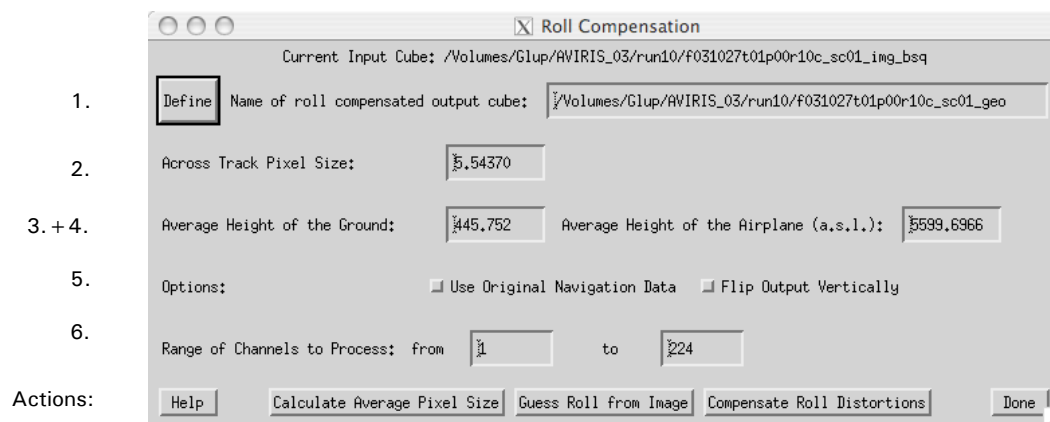 X Roll Compensation
Current Input Cube: /Volumes/Glup/AVIRIS_03/run10/f031027t01p00r10c_sc01_img_bsq
1. Define Name of roll compensated output cube: /Volumes/Glup/AVIRIS_03/run10/f031027t01p00r10c_sc01_geo
2. Across Track Pixel Size: 5.54370
3.+4. Average Height of the Ground: 445.752 Average Height of the Airplane (a.s.l.): 5599.6966
5. Options: Use Original Navigation Data Flip Output Vertically
6. Range of Channels to Process: from 1 to 224
Actions: Help Calculate Average Pixel Size Guess Roll from Image Compensate Roll Distortions Done